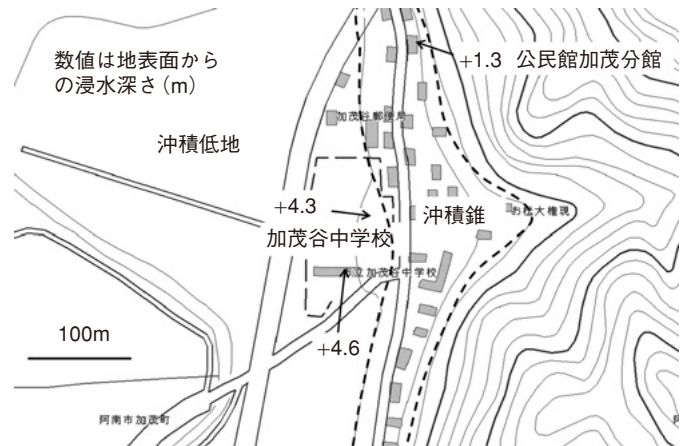 数値は地表面から
の浸水深さ(m)
+1.3 公民館加茂分館
沖積低地
加茂谷郵便局
+4.3
沖積錐
お松大権現
加茂谷中学校
市立加茂谷中学校
100m
+4.6
阿南市加茂町